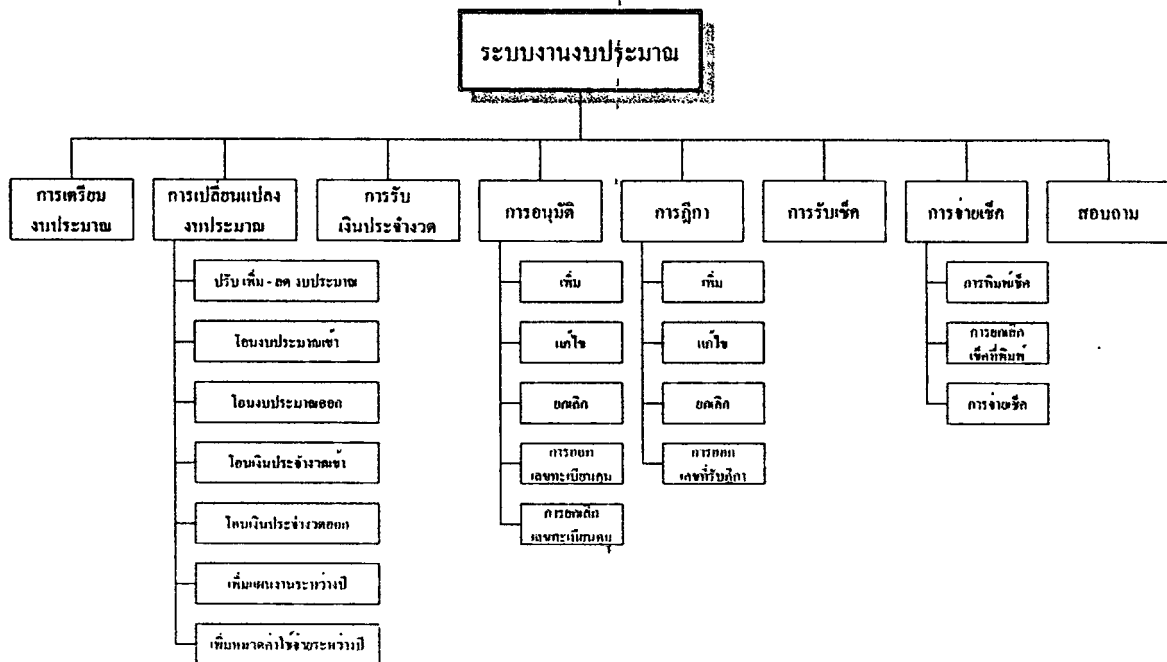 ระบบงานงบประมาณ
การเตรียม
งบประมาณ
การเปลี่ยนแปลง
งบประมาณ
การรับ
เงินประจำงวด
การอนุมัติ
การฎีกา
การรับเช็ค
การจ่ายเช็ค
สอบถาม
ปรับ เพิ่ม - ลด งบประมาณ
โอนงบประมาณเข้า
โอนงบประมาณออก
โอนเงินประจำงวดเข้า
โอนเงินประจำงวดออก
เพิ่มแผนงานระหว่างปี
เพิ่มหมวดค่าใช้จ่ายระหว่างปี
เพิ่ม
แก้ไข
ยกเลิก
การออก
เลขทะเบียนคุม
การยกเลิก
เลขทะเบียนคุม
เพิ่ม
แก้ไข
ยกเลิก
การออก
เลขที่รับฎีกา
การพิมพ์เช็ค
การยกเลิก
เช็คที่พิมพ์
การจ่ายเช็ค